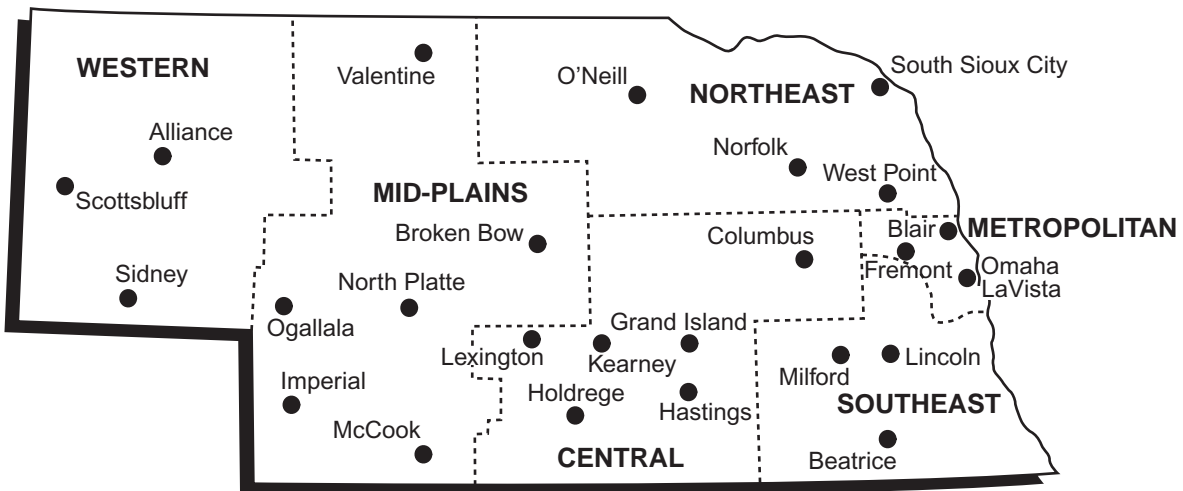 WESTERN
Valentine
O’Neill
South Sioux City
NORTHEAST
Alliance
Norfolk
West Point
Scottsbluff
MID-PLAINS
Broken Bow
Columbus
Blair
METROPOLITAN
Sidney
North Platte
Fremont
Omaha
LaVista
Ogallala
Grand Island
Lexington
Kearney
Milford
Lincoln
Imperial
Holdrege
Hastings
SOUTHEAST
McCook
CENTRAL
Beatrice